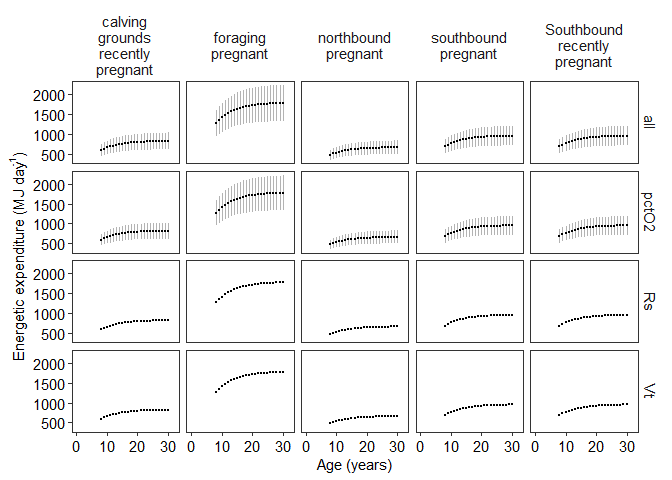 calving
grounds
recently
pregnant
foraging
pregnant
northbound
pregnant
southbound
pregnant
Southbound
recently
pregnant
Energetic expenditure (MJ day-1)
2000
1500
1000
500
all
2000
1500
1000
500
pctO2
2000
1500
1000
500
Rs
2000
1500
1000
500
Vt
0 10 20 30 0 10 20 30 0 10 20 30 0 10 20 30 0 10 20 30
Age (years)